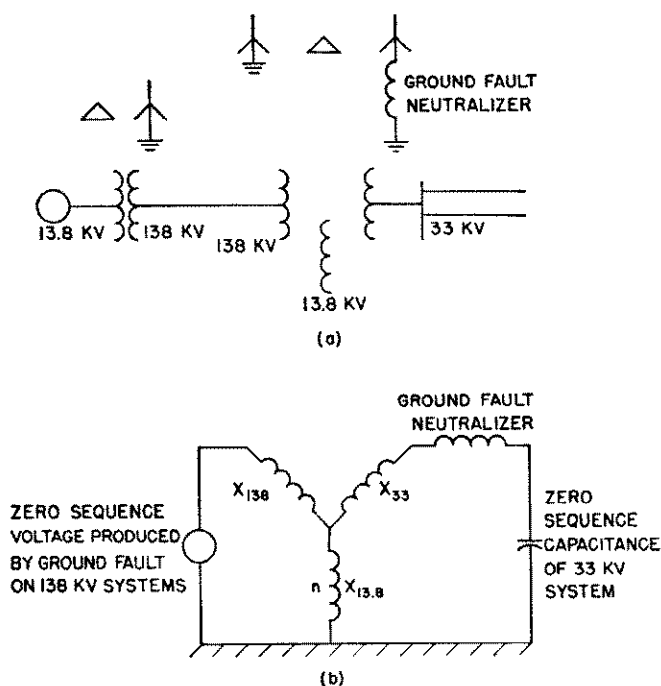 GROUND FAULT
NEUTRALIZER
13.8 KV
138 KV
138 KV
33 KV
13.8 KV
(a)
GROUND FAULT
NEUTRALIZER
X138
X33
ZERO SEQUENCE
VOLTAGE PRODUCED
BY GROUND FAULT
ON 138 KV SYSTEMS
ZERO
SEQUENCE
CAPACITANCE
OF 33 KV
SYSTEM
n X13.8
(b)